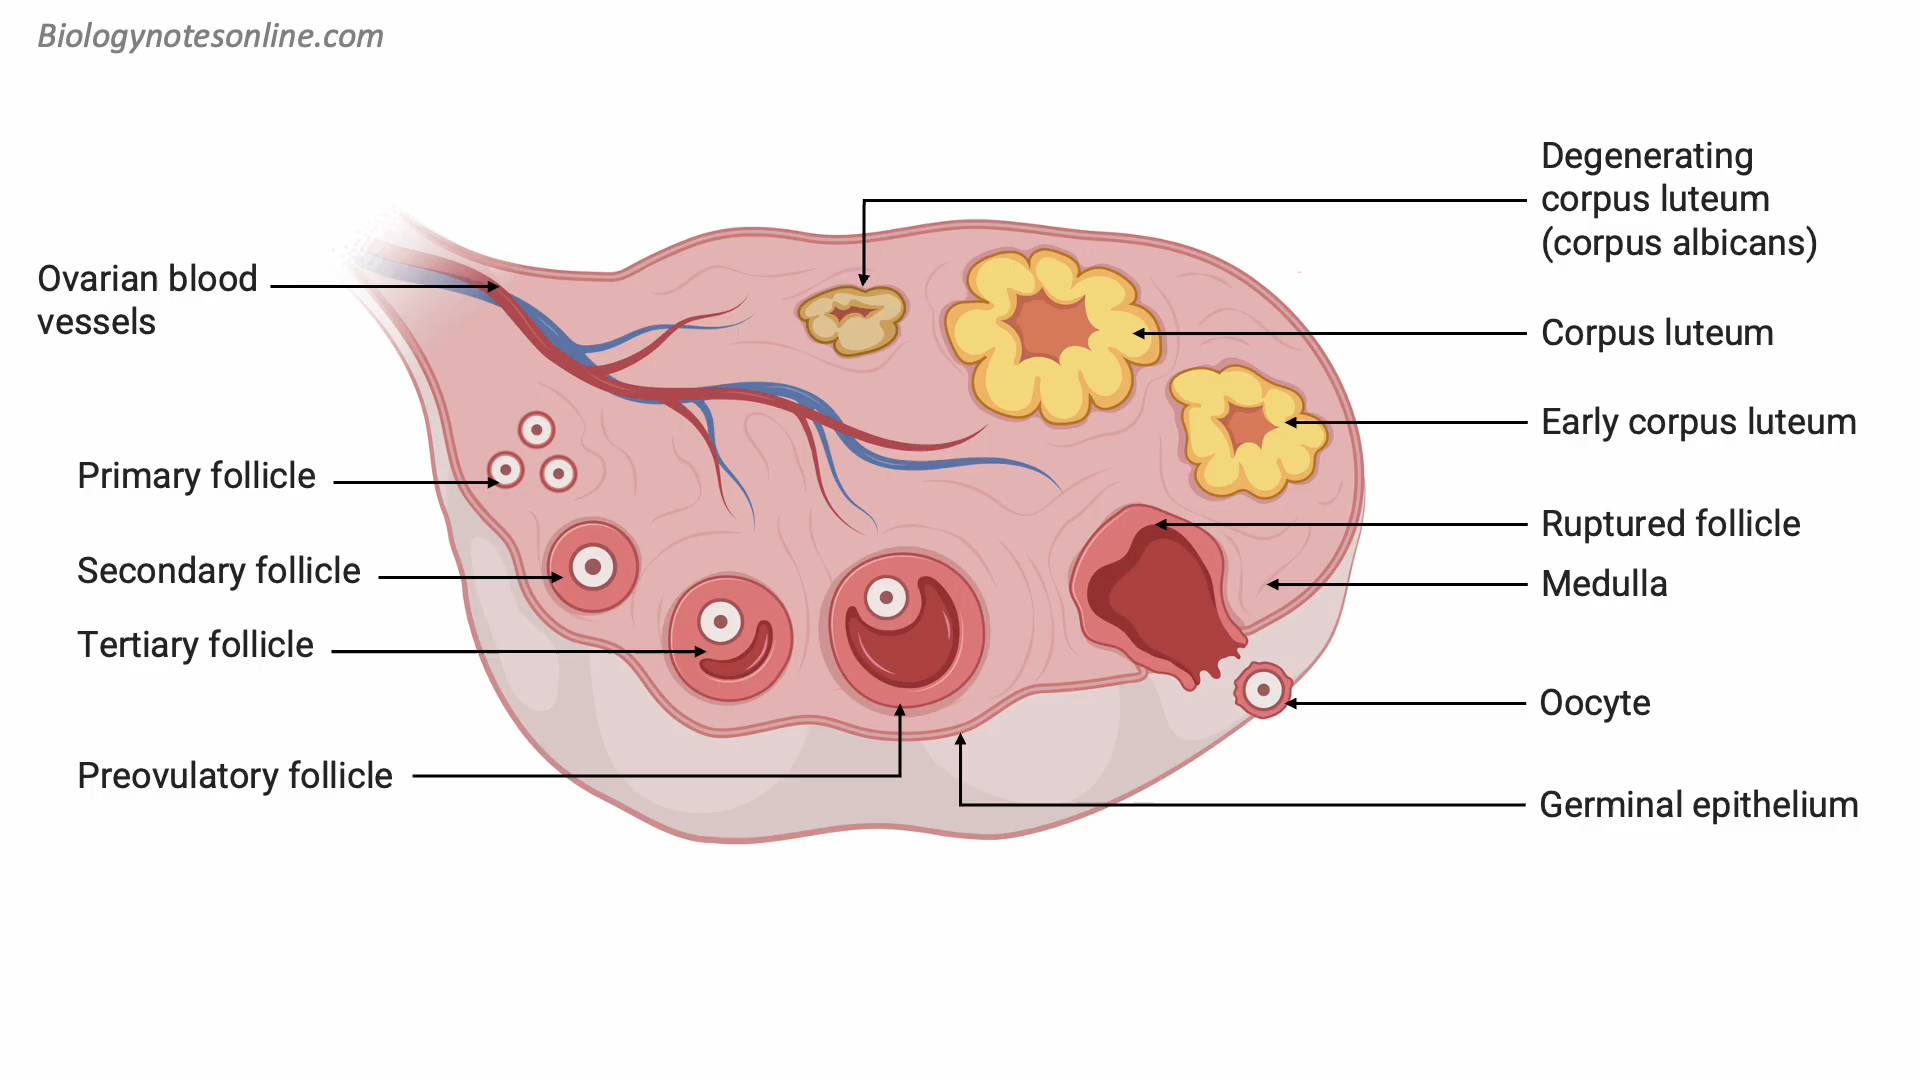 Biologynotesonline.com
Ovarian blood
vessels
Primary follicle
Secondary follicle
Tertiary follicle
Preovulatory follicle
Degenerating
corpus luteum
(corpus albicans)
Corpus luteum
Early corpus luteum
Ruptured follicle
Medulla
Oocyte
Germinal epithelium